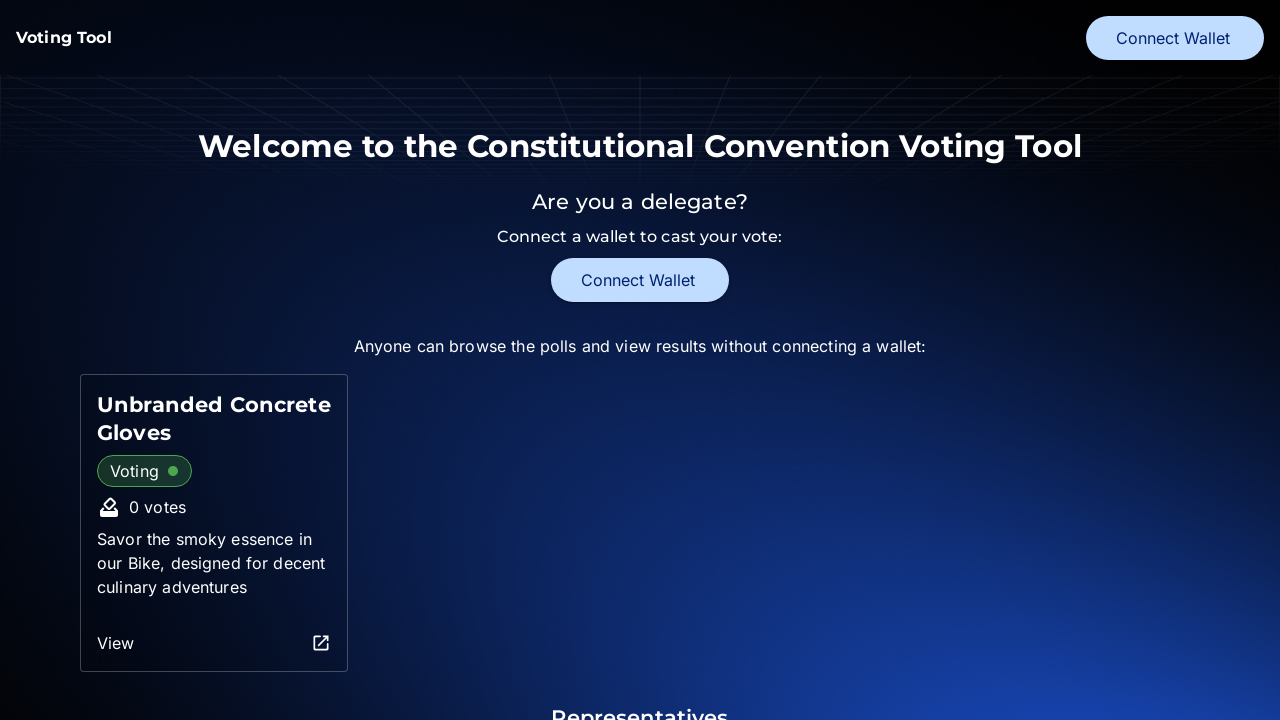 Voting Tool
Connect Wallet
Welcome to the Constitutional Convention Voting Tool
Are you a delegate?
Connect a wallet to cast your vote:
Connect Wallet
Anyone can browse the polls and view results without connecting a wallet:
Unbranded Concrete
Gloves
Voting
0 votes
Savor the smoky essence in
our Bike, designed for decent
culinary adventures
View
Representatives